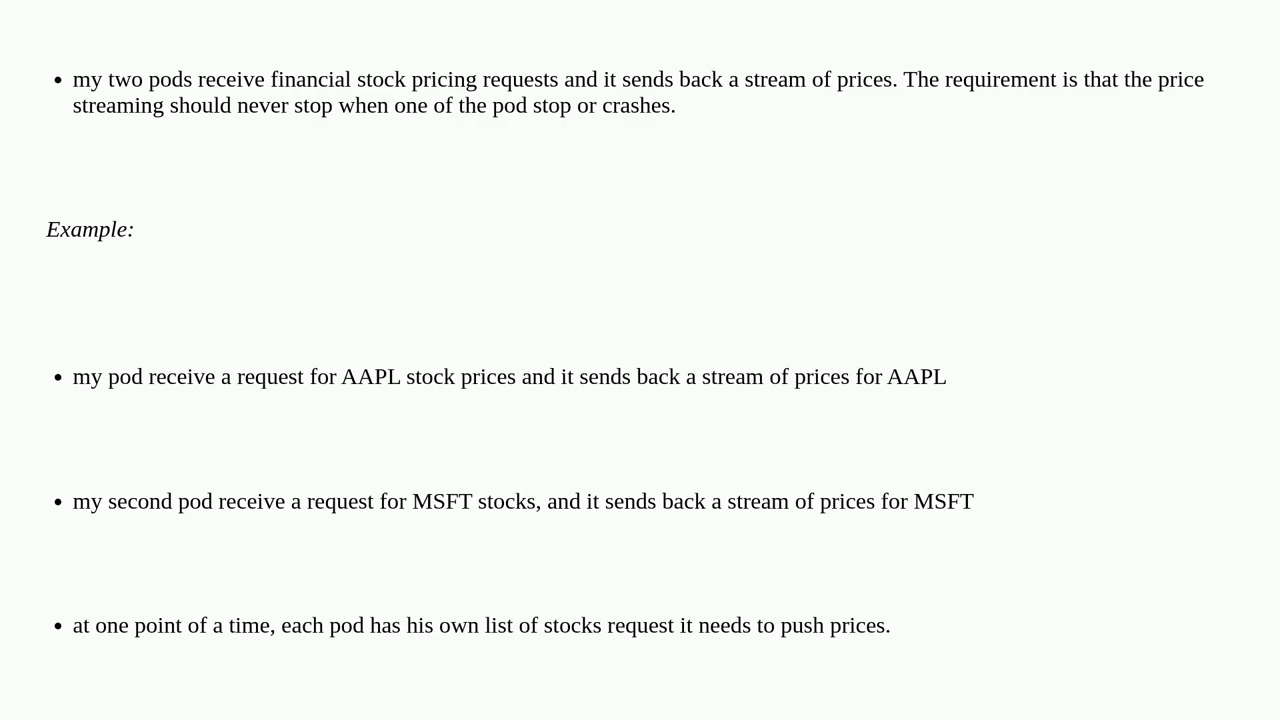 • my two pods receive financial stock pricing requests and it sends back a stream of prices. The requirement is that the price
streaming should never stop when one of the pod stop or crashes.
Example:
• my pod receive a request for AAPL stock prices and it sends back a stream of prices for AAPL
• my second pod receive a request for MSFT stocks, and it sends back a stream of prices for MSFT
• at one point of a time, each pod has his own list of stocks request it needs to push prices.